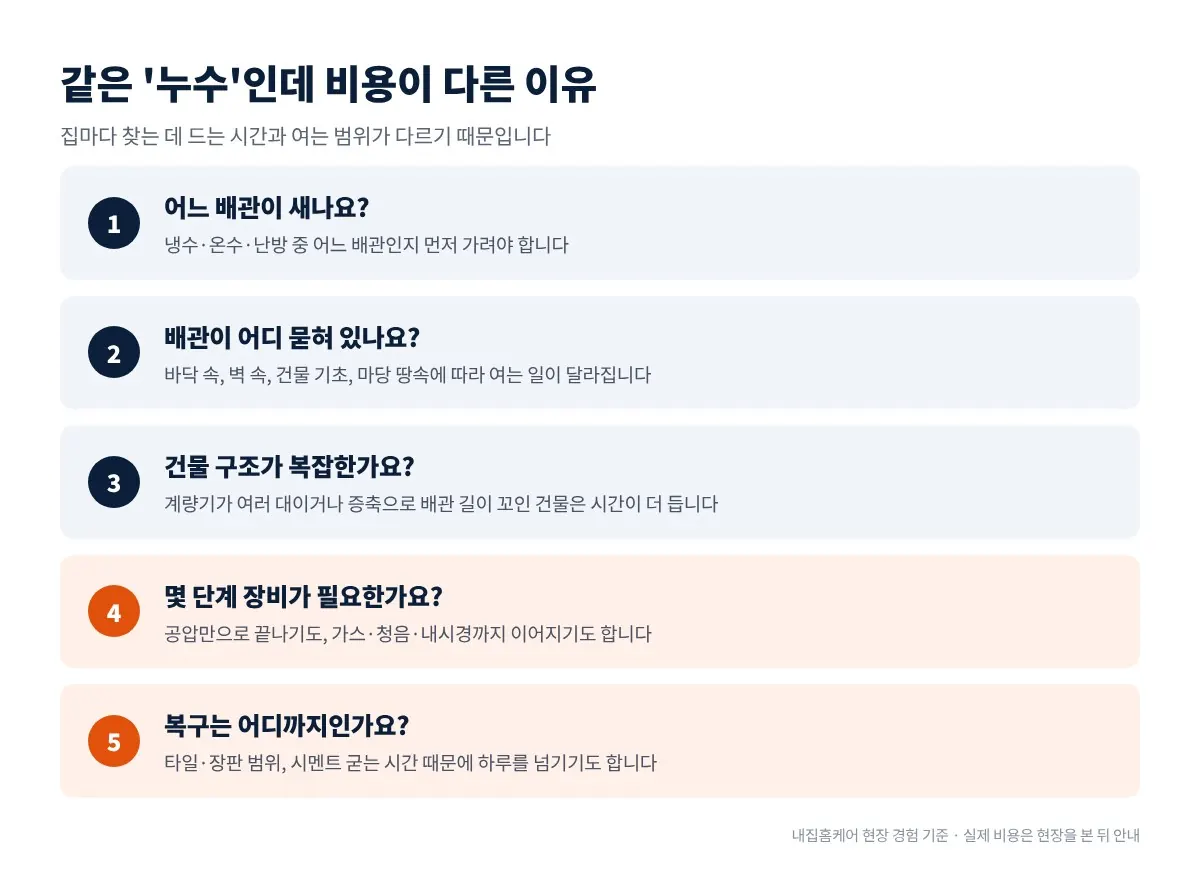 같은 '누수'인데 비용이 다른 이유
집마다 찾는 데 드는 시간과 여는 범위가 다르기 때문입니다
1
어느 배관이 새나요?
냉수·온수·난방 중 어느 배관인지 먼저 가려야 합니다
2
배관이 어디 묻혀 있나요?
바닥 속, 벽 속, 건물 기초, 마당 땅속에 따라 여는 일이 달라집니다
3
건물 구조가 복잡한가요?
계량기가 여러 대이거나 증축으로 배관 길이 꼬인 건물은 시간이 더 듭니다
4
몇 단계 장비가 필요한가요?
공압만으로 끝나기도, 가스·청음·내시경까지 이어지기도 합니다
5
복구는 어디까지인가요?
타일·장판 범위, 시멘트 굳는 시간 때문에 하루를 넘기기도 합니다
내집홈케어 현장 경험 기준 · 실제 비용은 현장을 본 뒤 안내